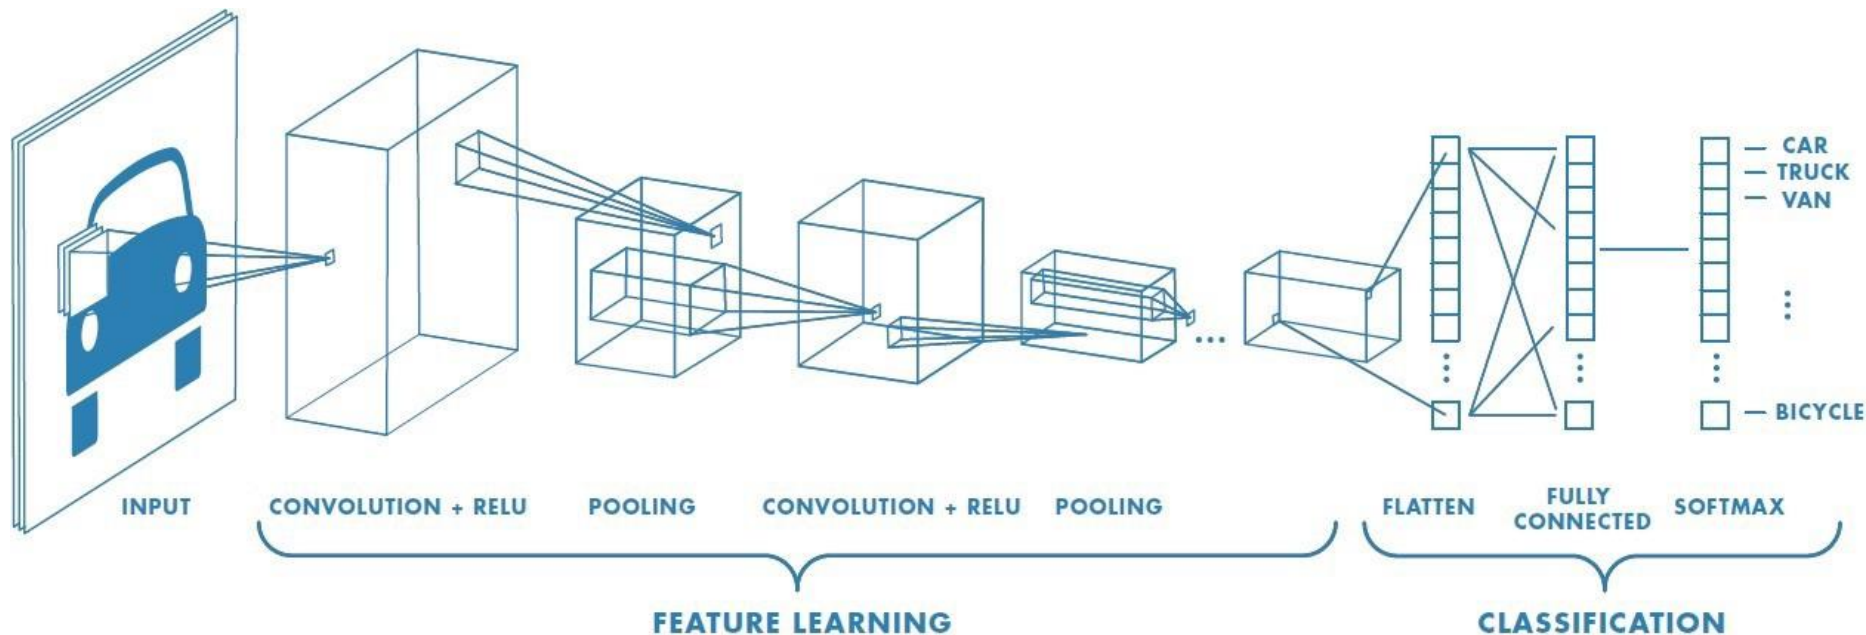 CAR
TRUCK
VAN
BICYCLE
INPUT
CONVOLUTION + RELU
POOLING
CONVOLUTION + RELU
POOLING
FLATTEN
FULLY
CONNECTED
SOFTMAX
FEATURE LEARNING
CLASSIFICATION